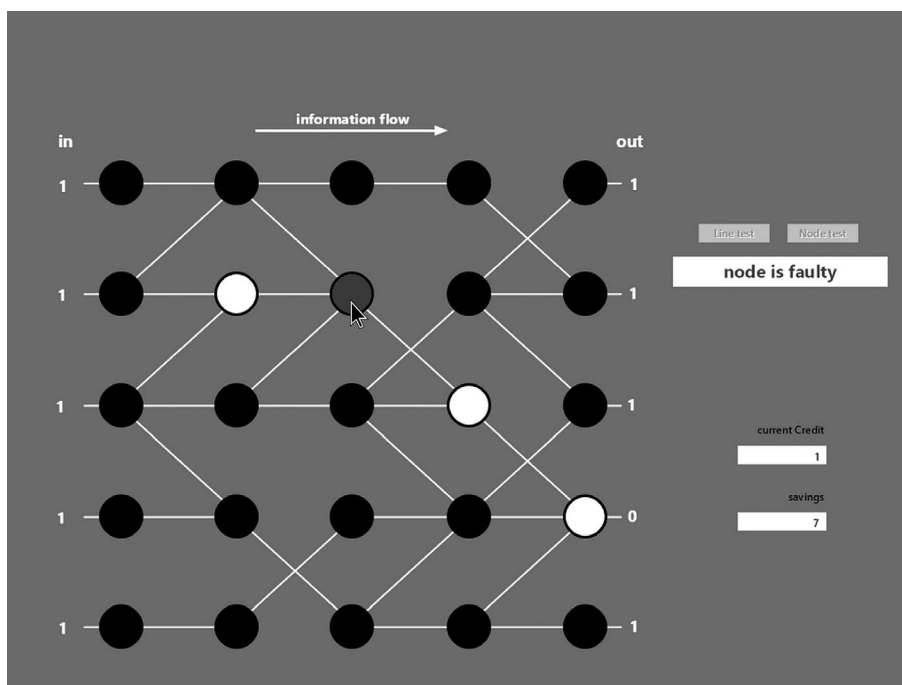 information flow
in
out
1
1
1
1
Line test
Node test
node is faulty
1
1
current Credit
1
savings
7
1
0
1
1